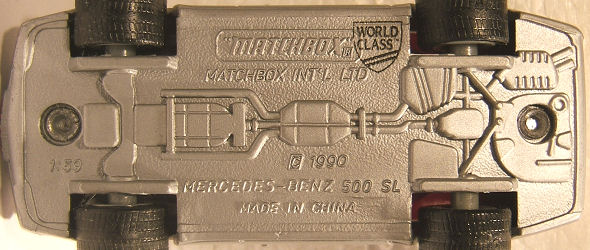 "MATCHBOX" ®
WORLD
CLASS
MATCHBOX INT'L LTD
1:59
© 1990
MERCEDES-BENZ 500 SL
MADE IN CHINA